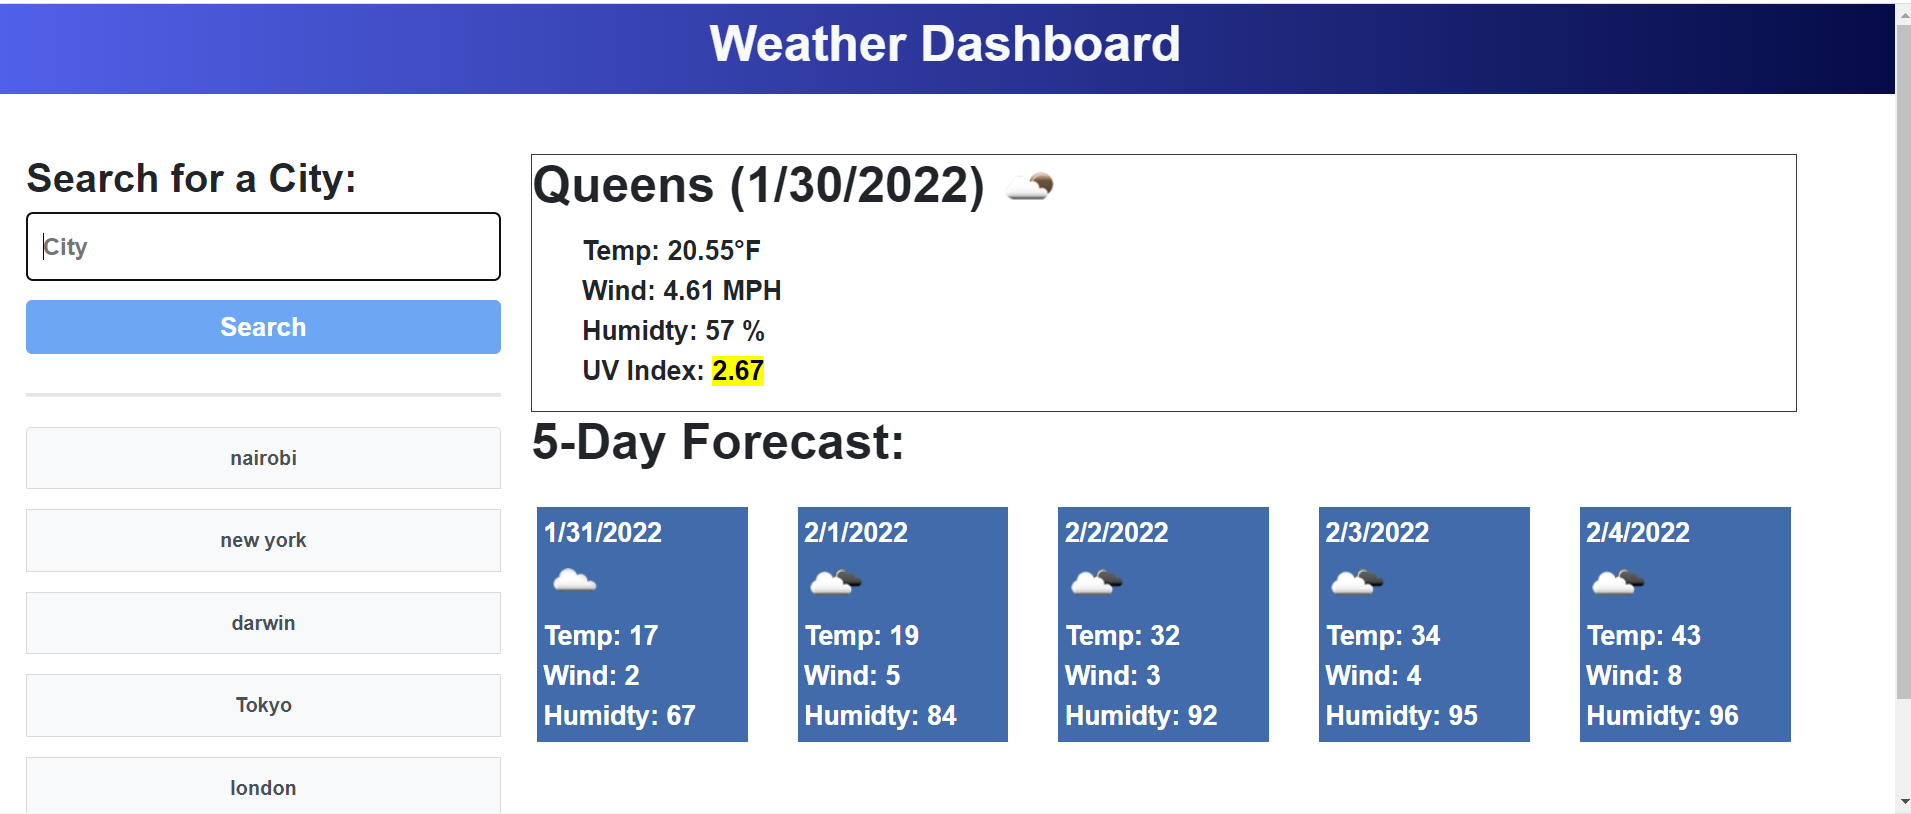 Weather Dashboard
Search for a City:
City
Search
nairobi
new york
darwin
Tokyo
london
Queens (1/30/2022)
Temp: 20.55°F
Wind: 4.61 MPH
Humidty: 57 %
UV Index: 2.67
5-Day Forecast:
1/31/2022
Temp: 17
Wind: 2
Humidty: 67
2/1/2022
Temp: 19
Wind: 5
Humidty: 84
2/2/2022
Temp: 32
Wind: 3
Humidty: 92
2/3/2022
Temp: 34
Wind: 4
Humidty: 95
2/4/2022
Temp: 43
Wind: 8
Humidty: 96